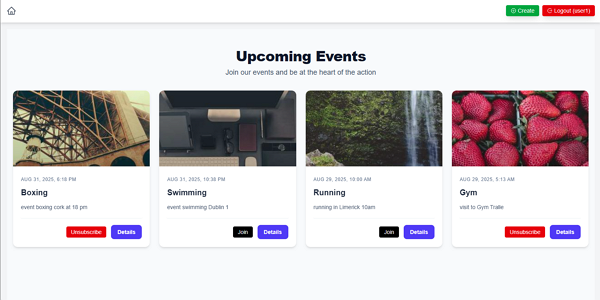 Create
Logout (user1)
Upcoming Events
Join our events and be at the heart of the action
AUG 31, 2025, 6:18 PM
Boxing
event boxing cork at 16 pm
Unsubscribe
Details
AUG 31, 2025, 10:38 PM
Swimming
event swimming Dablin 1
Join
Details
AUG 29, 2025, 10:00 AM
Running
running in Limerick 10am
Join
Details
AUG 29, 2025, 5:13 AM
Gym
visit to Gym Tralle
Unsubscribe
Details